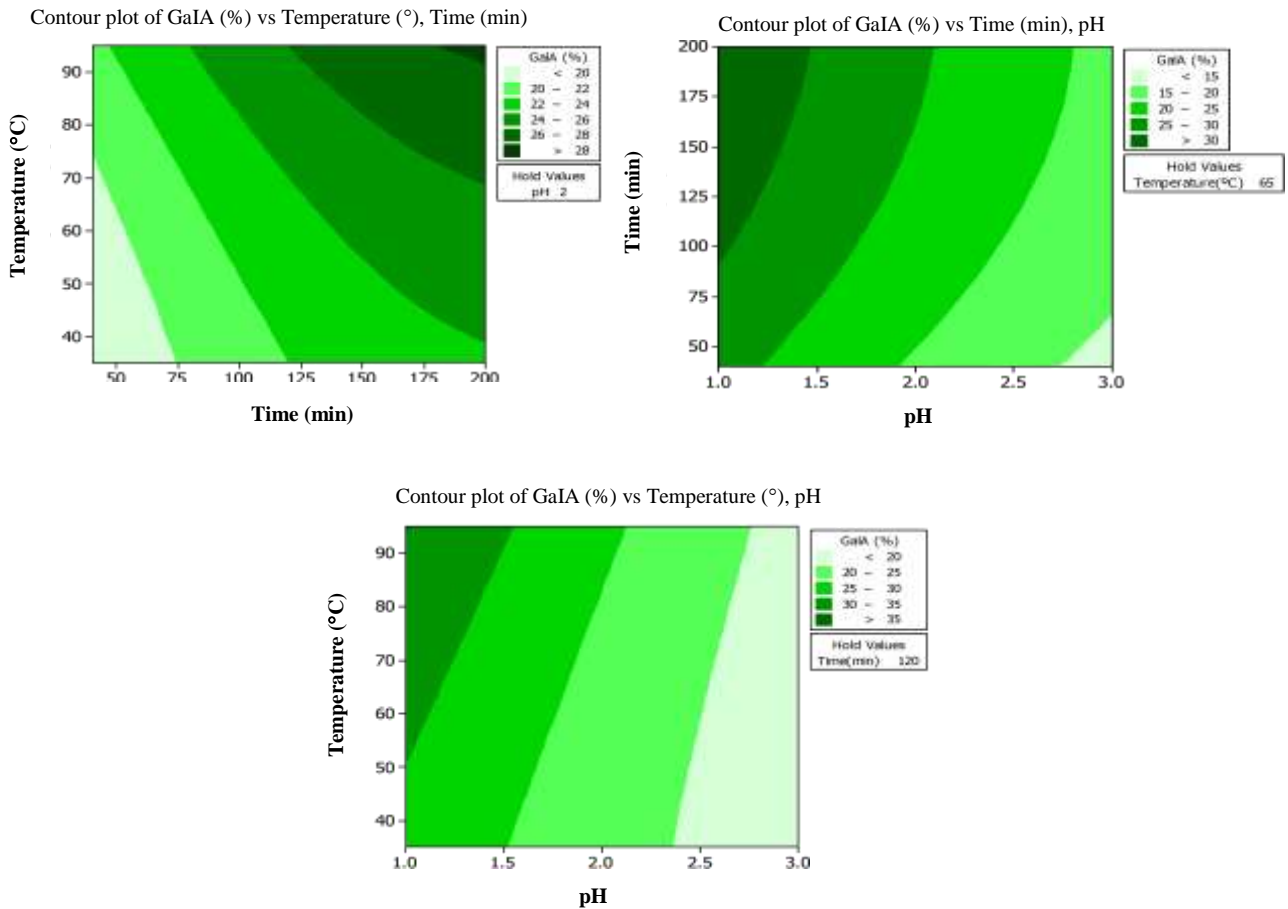 Contour plot of GaIA (%) vs Temperature (°), Time (min)
Temperature (°C)
90
80
70
60
50
40
50 75 100 125 150 175 200
Time (min)
GalA (%)
< 20
20 – 22
22 – 24
24 – 26
26 – 28
> 28
Hold Values
pH 2
Contour plot of GaIA (%) vs Time (min), pH
Time (min)
200
175
150
125
100
75
50
1.0 1.5 2.0 2.5 3.0
pH
GalA (%)
< 15
15 – 20
20 – 25
25 – 30
> 30
Hold Values
Temperature(°C) 65
Contour plot of GaIA (%) vs Temperature (°), pH
Temperature (°C)
90
80
70
60
50
40
1.0 1.5 2.0 2.5 3.0
pH
GalA (%)
< 20
20 – 25
25 – 30
30 – 35
> 35
Hold Values
Time(min) 120